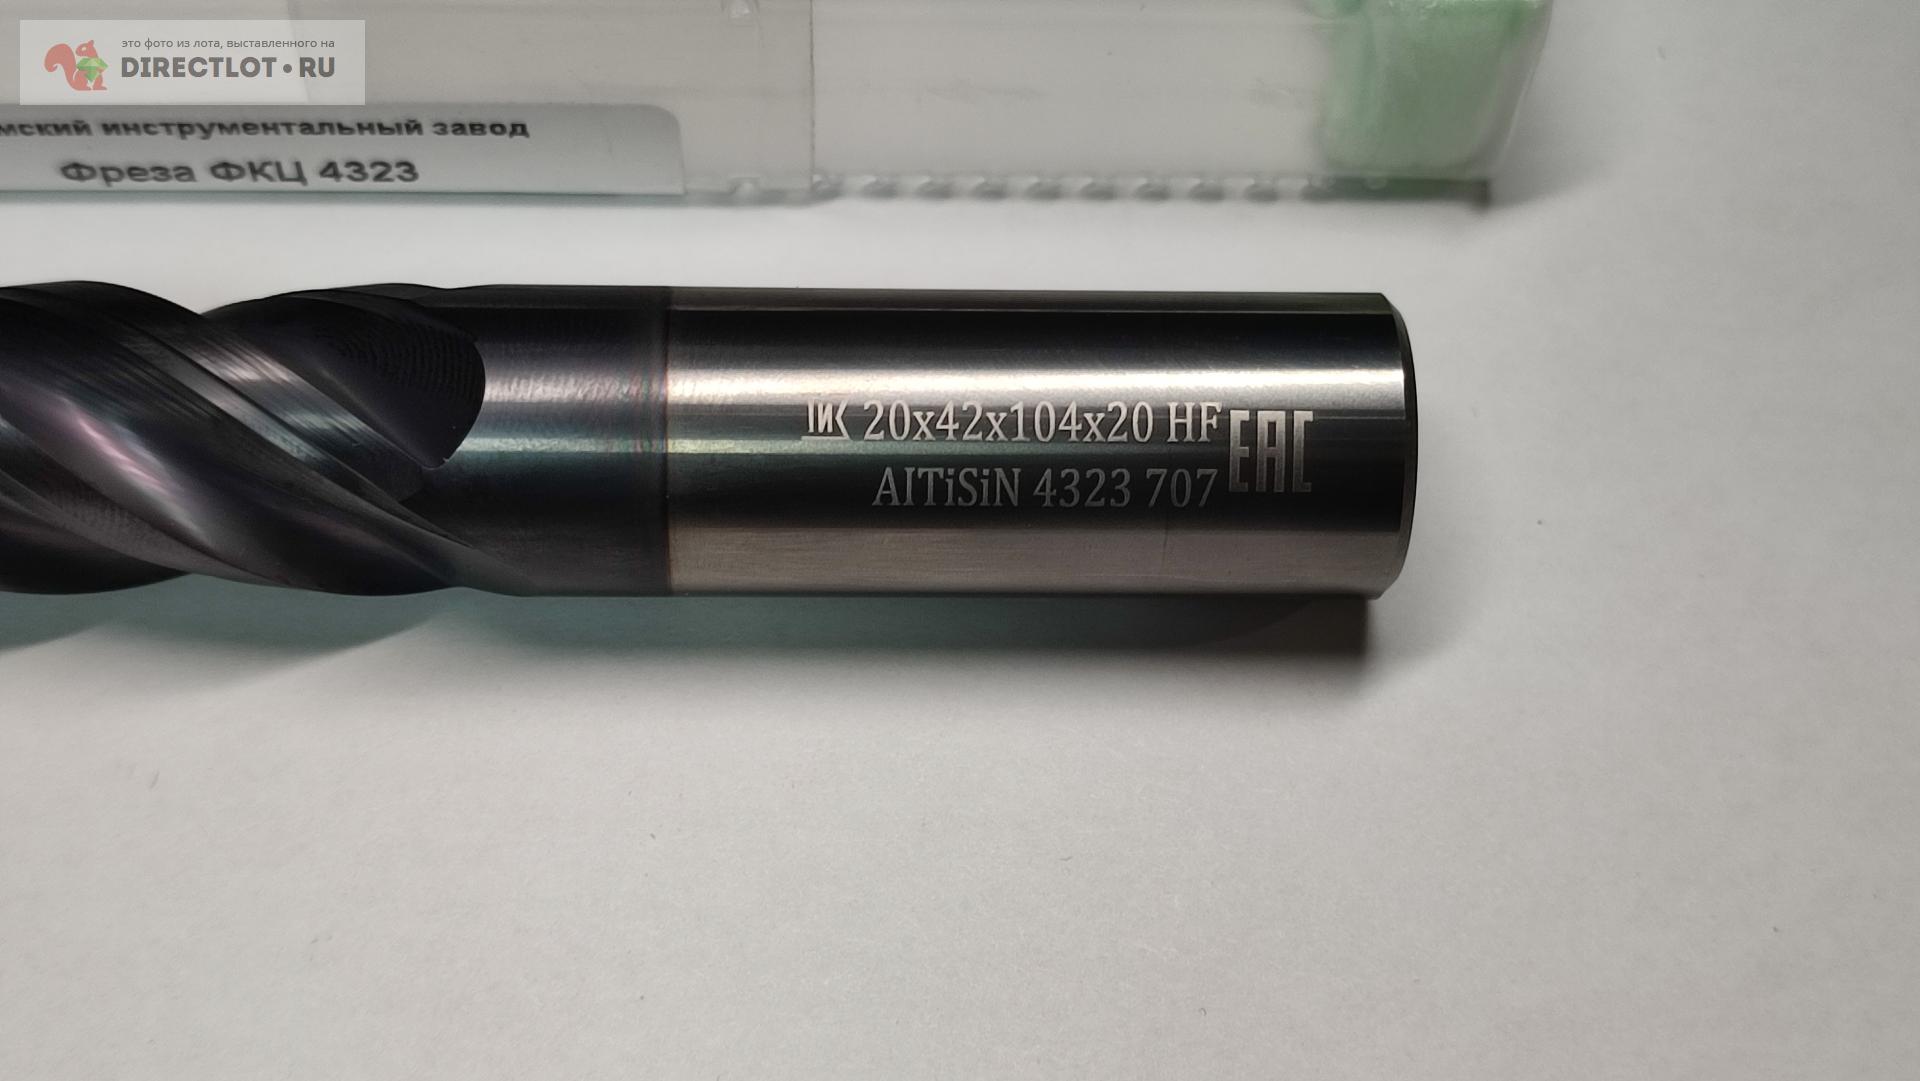 это фото из лота, выставленного на
DIRECTLOT•RU
мский инструментальный завод
Фреза ФКЦ 4323
20x42x104x20 HF
AlTiSiN 4323 707
EAC